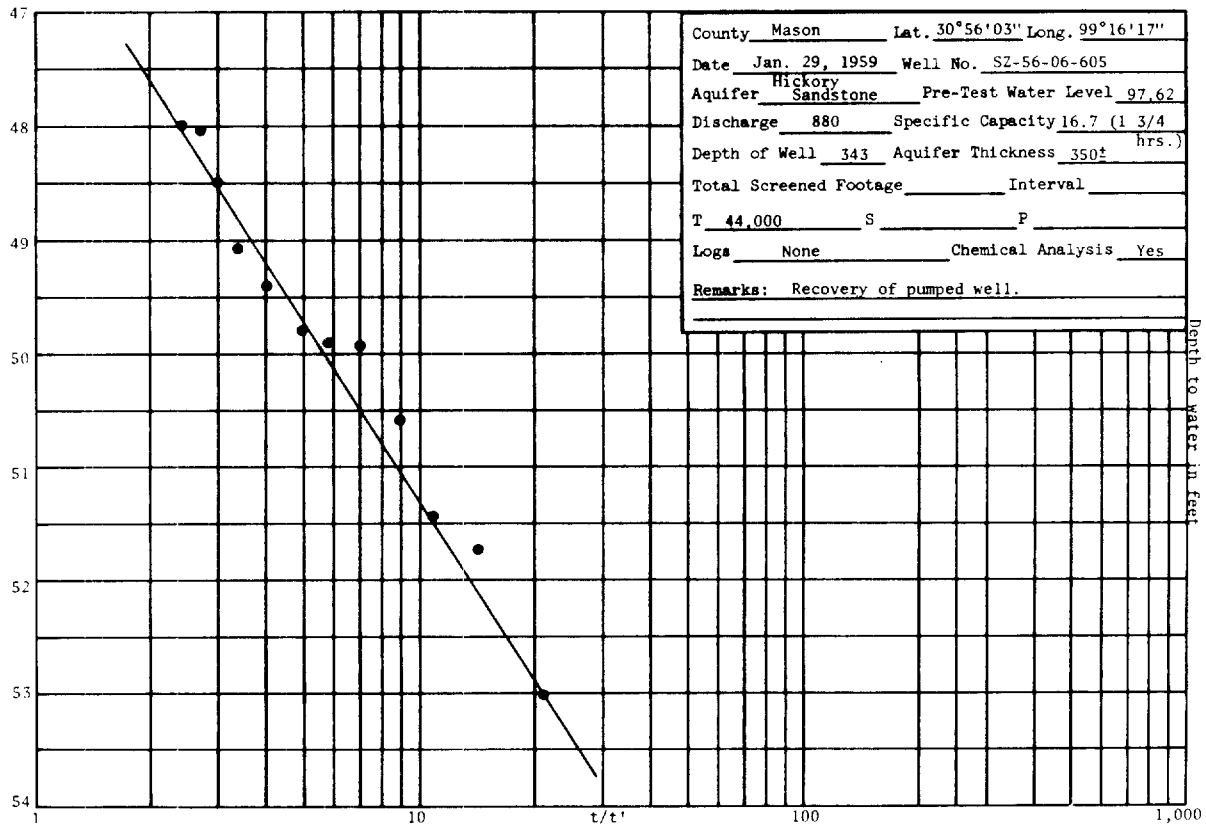 County Mason Lat. 30°56'03" Long. 99°16'17"
Date Jan. 29, 1959 Well No. SZ-56-06-605
Aquifer Hickory Sandstone Pre-Test Water Level 97.62
Discharge 880 Specific Capacity 16.7 (1 3/4 hrs.)
Depth of Well 343 Aquifer Thickness 350±
Total Screened Footage Interval
T 44,000 S P
Logs None Chemical Analysis Yes
Remarks: Recovery of pumped well.
47
48
49
50
51
52
53
54
Depth to water in feet
1 10 t/t' 100 1,000